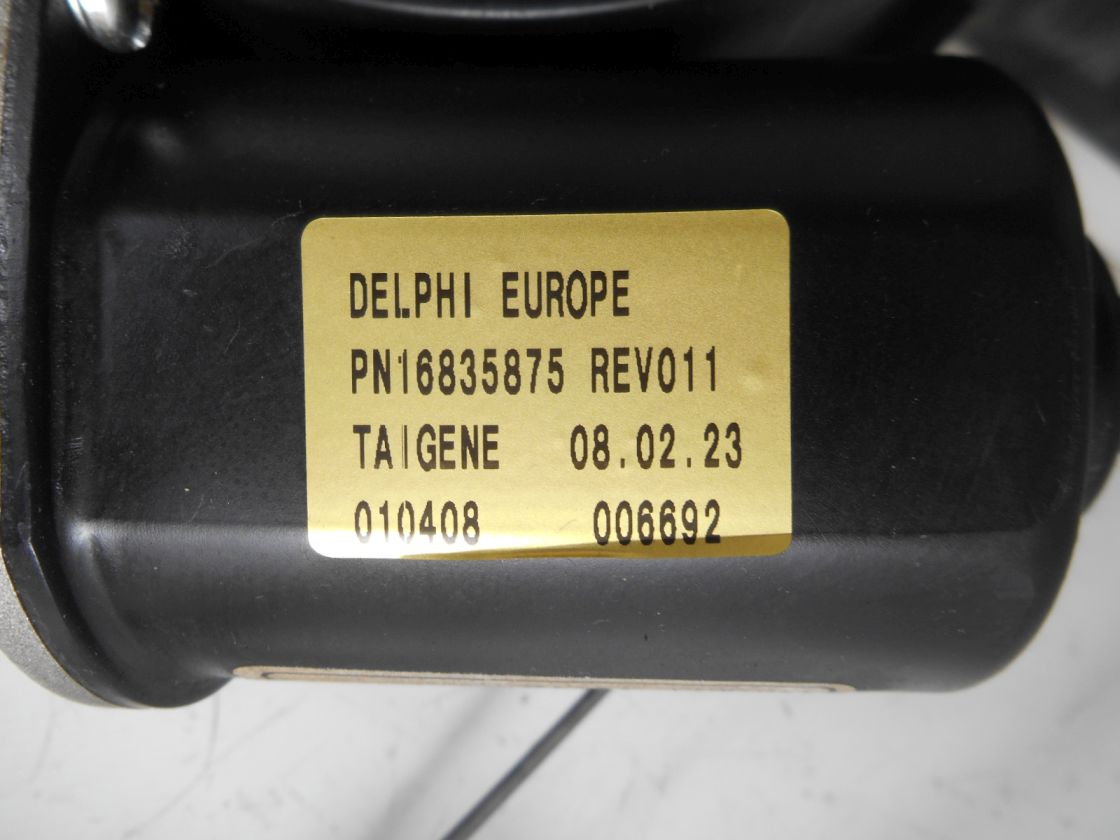 DELPHI EUROPE
PN16835875 REV011
TAIGENE 08.02.23
010408 006692